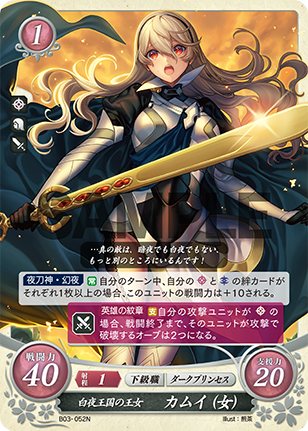 1
SAMPLE
…真の敵は、暗夜でも白夜でもない、
もっと別のところにいるんです！
夜刀神・幻夜 常 自分のターン中、自分の と の絆カードが
それぞれ1枚以上の場合、このユニットの戦闘力は＋10される。
英雄の紋章 支 自分の攻撃ユニットが の
場合、戦闘終了まで、そのユニットが攻撃で
破壊するオーブは2つになる。
戦闘力
40
射程 1 下級職 ダークプリンセス
支援力
20
白夜王国の王女 カムイ（女）
B03-052N
Illust：煎茶